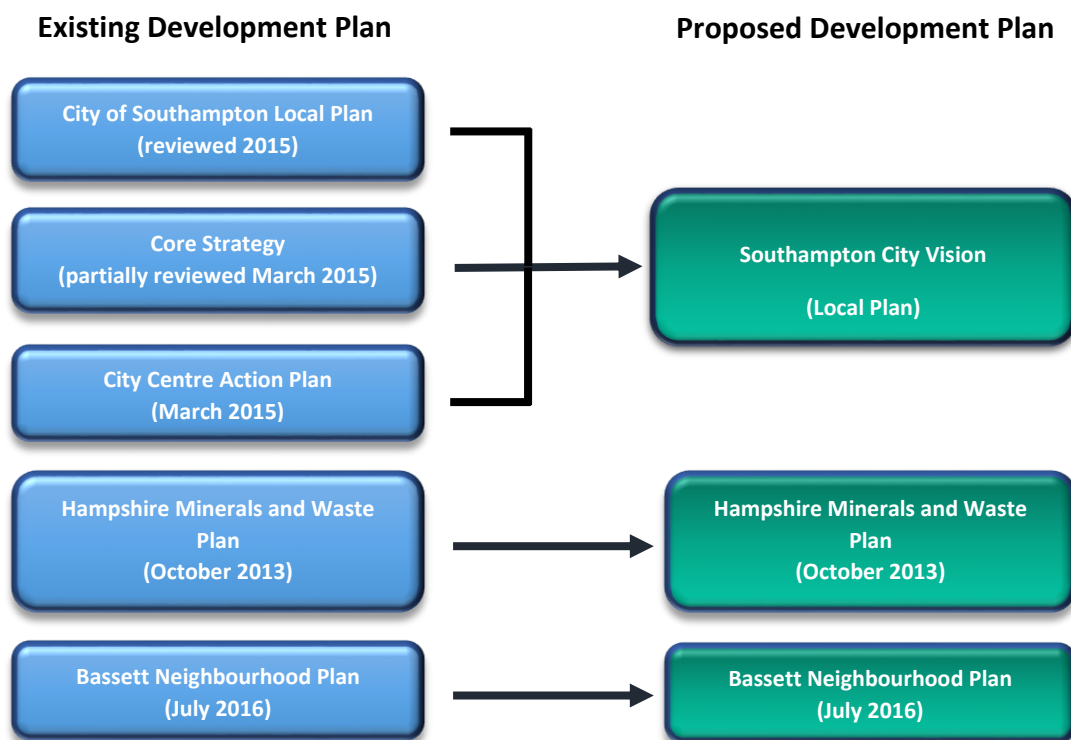 Existing Development Plan
Proposed Development Plan
City of Southampton Local Plan
(reviewed 2015)
Core Strategy
(partially reviewed March 2015)
Southampton City Vision
(Local Plan)
City Centre Action Plan
(March 2015)
Hampshire Minerals and Waste
Plan
(October 2013)
Hampshire Minerals and Waste
Plan
(October 2013)
Bassett Neighbourhood Plan
(July 2016)
Bassett Neighbourhood Plan
(July 2016)